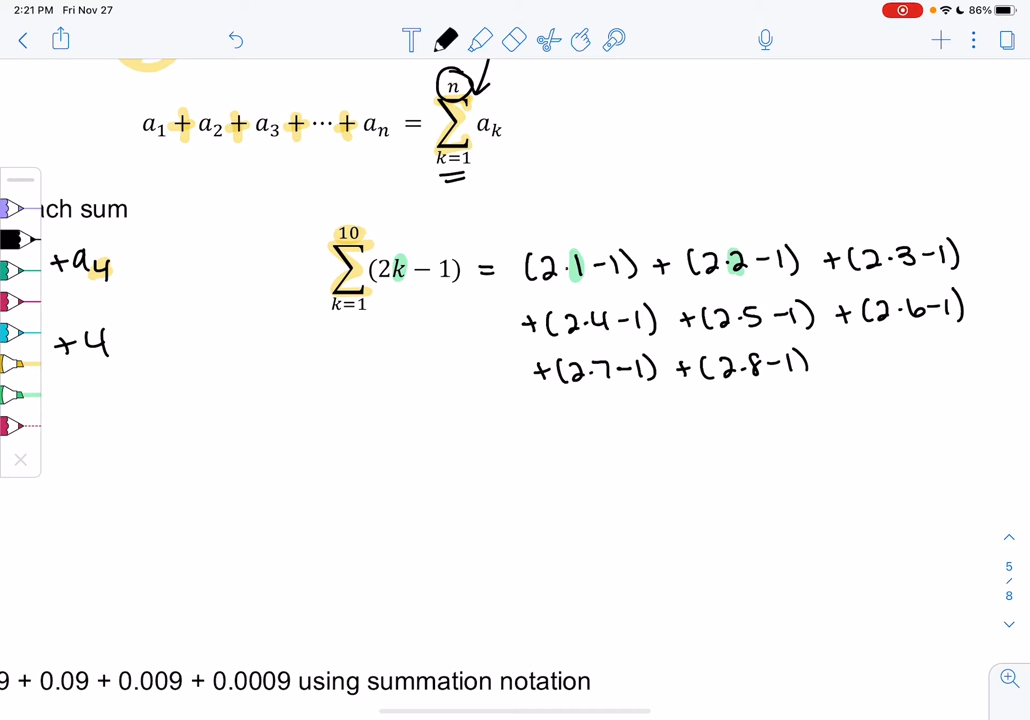 2:21 PM Fri Nov 27
86%
T
n
a₁ + a₂ + a₃ + ⋯ + aₙ = ∑ aₖ
k=1
ch sum
+a₄
10
∑ (2k − 1) = (2·1−1) + (2·2−1) +(2·3−1)
k=1
+(2·4−1) +(2·5−1) +(2·6−1)
+4
+(2·7−1) +(2·8−1)
5
/
8
9 + 0.09 + 0.009 + 0.0009 using summation notation